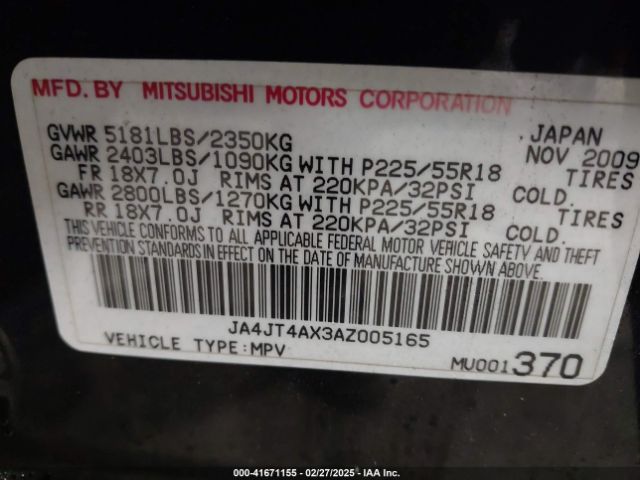 MFD. BY MITSUBISHI MOTORS CORPORATION
GVWR 5181LBS/2350KG JAPAN
GAWR 2403LBS/1090KG WITH P225/55R18 NOV 2009
FR 18X7.0J RIMS AT 220KPA/32PSI COLD. TIRES
GAWR 2800LBS/1270KG WITH P225/55R18 TIRES
RR 18X7.0J RIMS AT 220KPA/32PSI COLD.
THIS VEHICLE CONFORMS TO ALL APPLICABLE FEDERAL MOTOR VEHICLE SAFETY AND THEFT
PREVENTION STANDARDS IN EFFECT ON THE DATE OF MANUFACTURE SHOWN ABOVE.
JA4JT4AX3AZ005165
VEHICLE TYPE:MPV MU001370
000-41671155 - 02/27/2025 - IAA Inc.